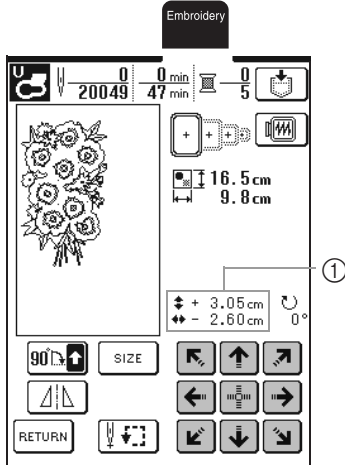 Embroidery
U 0 0 min 0
20049 47 min 5
16.5cm
9.8cm
1
+ 3.05cm
- 2.60cm 0°
90° SIZE
RETURN